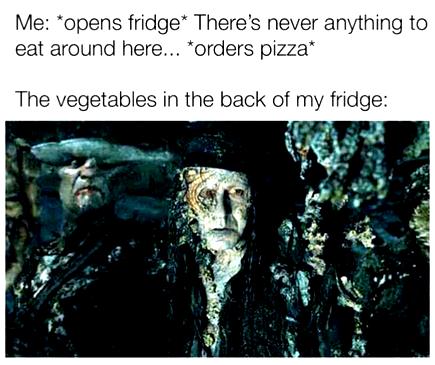 Me: *opens fridge* There's never anything to
eat around here... *orders pizza*
The vegetables in the back of my fridge: